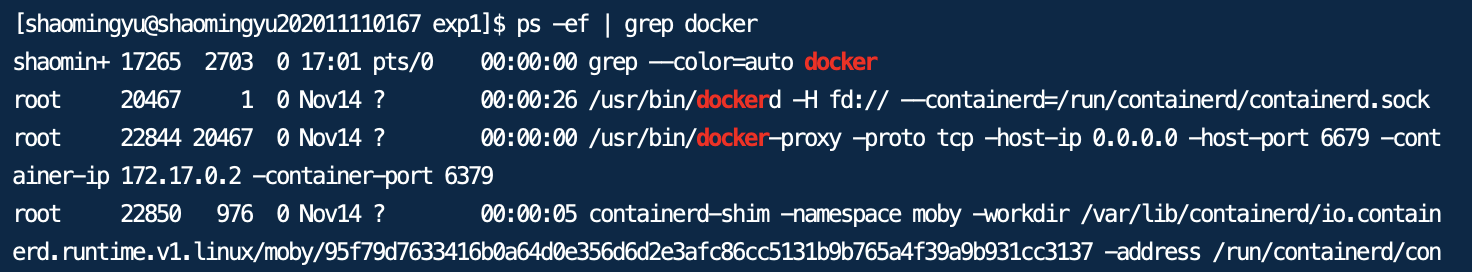 [shaomingyu@shaomingyu202011110167 exp1]$ ps -ef | grep docker
shaomin+ 17265  2703  0 17:01 pts/0    00:00:00 grep --color=auto docker
root     20467     1  0 Nov14 ?        00:00:26 /usr/bin/dockerd -H fd:// --containerd=/run/containerd/containerd.sock
root     22844 20467  0 Nov14 ?        00:00:00 /usr/bin/docker-proxy -proto tcp -host-ip 0.0.0.0 -host-port 6679 -cont
ainer-ip 172.17.0.2 -container-port 6379
root     22850   976  0 Nov14 ?        00:00:05 containerd-shim -namespace moby -workdir /var/lib/containerd/io.contain
erd.runtime.v1.linux/moby/95f79d7633416b0a64d0e356d6d2e3afc86cc5131b9b765a4f39a9b931cc3137 -address /run/containerd/con